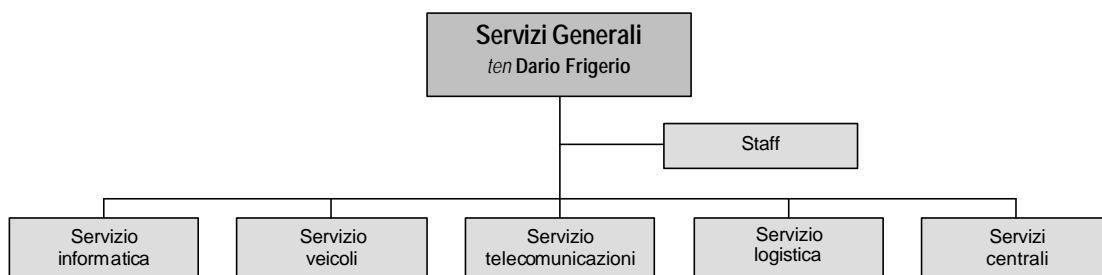 Servizi Generali
ten Dario Frigerio
Staff
Servizio
informatica
Servizio
veicoli
Servizio
telecomunicazioni
Servizio
logistica
Servizi
centrali